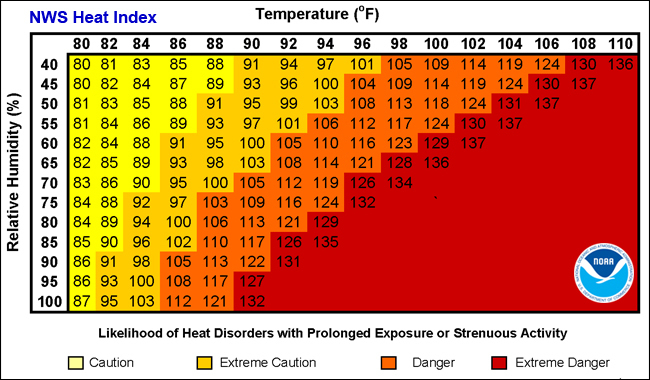 NWS Heat Index
Temperature (°F)
80 82 84 86 88 90 92 94 96 98 100 102 104 106 108 110
Relative Humidity (%)
40 80 81 83 85 88 91 94 97 101 105 109 114 119 124 130 136
45 80 82 84 87 89 93 96 100 104 109 114 119 124 130 137
50 81 83 85 88 91 95 99 103 108 113 118 124 131 137
55 81 84 86 89 93 97 101 106 112 117 124 130 137
60 82 84 88 91 95 100 105 110 116 123 129 137
65 82 85 89 93 98 103 108 114 121 128 136
70 83 86 90 95 100 105 112 119 126 134
75 84 88 92 97 103 109 116 124 132
80 84 89 94 100 106 113 121 129
85 85 90 96 102 110 117 126 135
90 86 91 98 105 113 122 131
95 86 93 100 108 117 127
100 87 95 103 112 121 132
NOAA
Likelihood of Heat Disorders with Prolonged Exposure or Strenuous Activity
Caution Extreme Caution Danger Extreme Danger